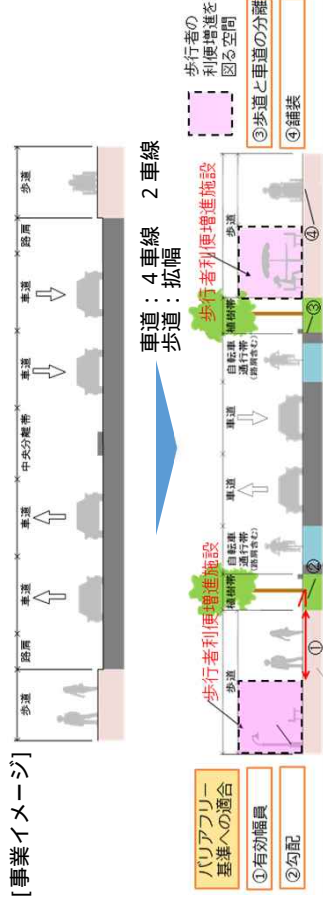 [事業イメージ]
歩道
路肩
車道
車道
中央分離帯
車道
車道
路肩
歩道
車道：4車線　2車線
歩道：拡幅
バリアフリー
基準への適合
①有効幅員
②勾配
歩行者利便増進施設
歩道
植樹帯
自転車
通行帯
(路肩含む)
車道
車道
自転車
通行帯
(路肩含む)
植樹帯
歩行者利便増進施設
歩道
①
②
③
④
歩行者の
利便増進を
図る空間
③歩道と車道の分離
④舗装